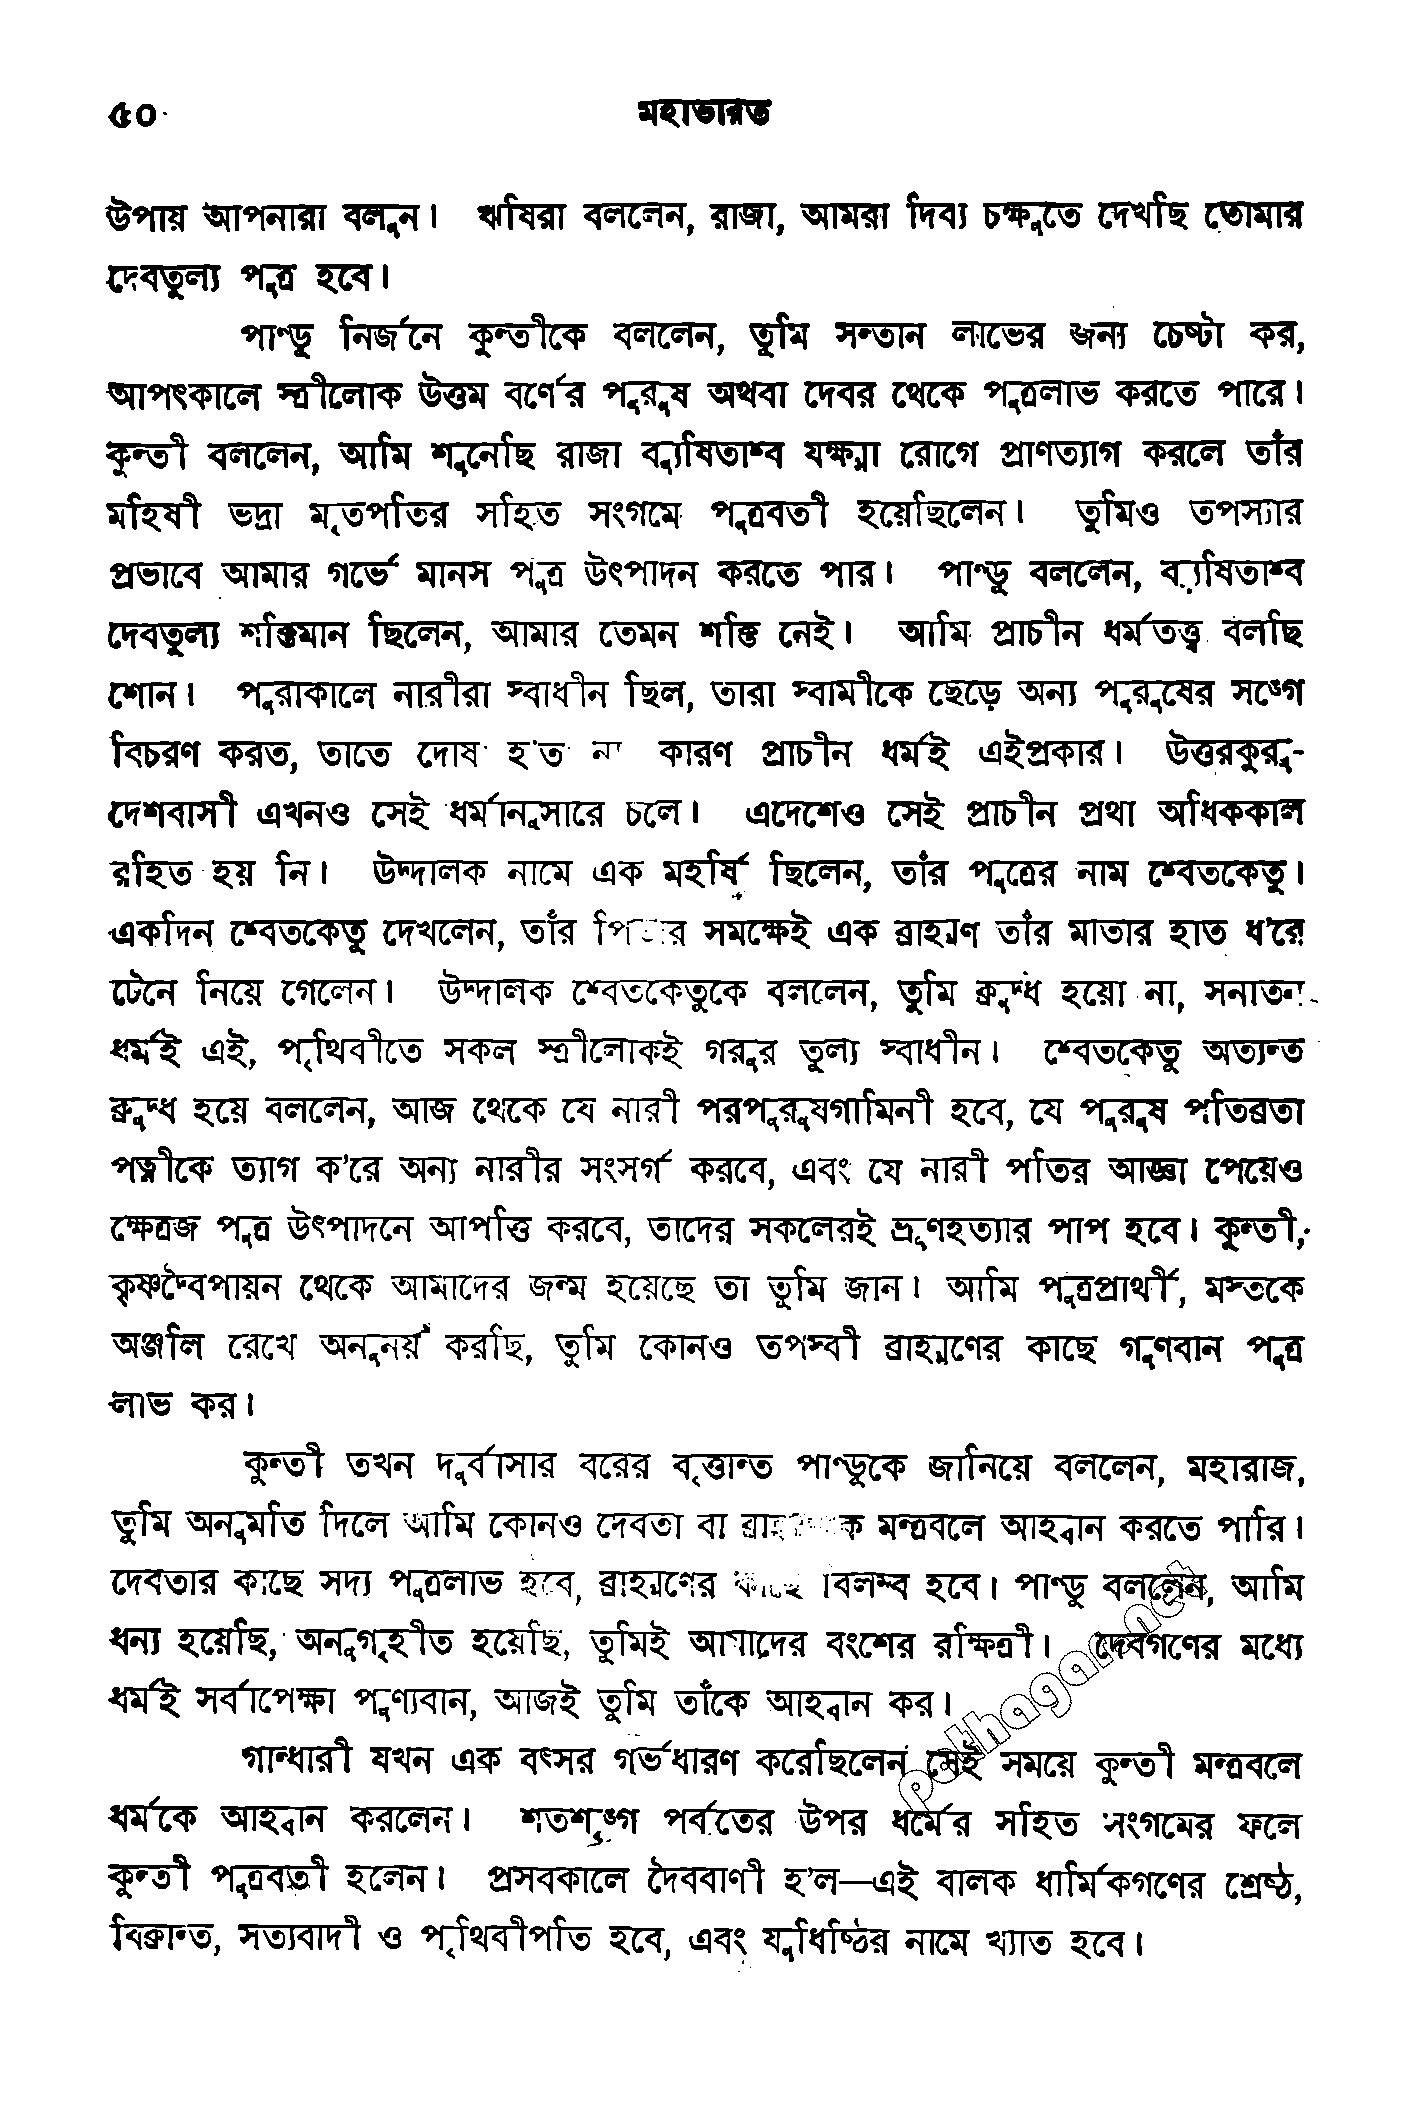 ৫০
মহাভারত
উপায় আপনারা বলুন। ঋষিরা বললেন, রাজা, আমরা দিব্য চক্ষুতে দেখছি তোমার
দেবতুল্য পুত্র হবে।
পাণ্ডু নির্জনে কুন্তীকে বললেন, তুমি সন্তান লাভের জন্য চেষ্টা কর,
আপৎকালে স্ত্রীলোক উত্তম বর্ণের পুরুষ অথবা দেবর থেকে পুত্রলাভ করতে পারে।
কুন্তী বললেন, আমি শুনেছি রাজা ব্যুষিতাশ্ব যক্ষ্মা রোগে প্রাণত্যাগ করলে তাঁর
মহিষী ভদ্রা মৃতপতির সহিত সংগমে পুত্রবতী হয়েছিলেন। তুমিও তপস্যার
প্রভাবে আমার গর্ভে মানস পুত্র উৎপাদন করতে পার। পাণ্ডু বললেন, ব্যুষিতাশ্ব
দেবতুল্য শক্তিমান ছিলেন, আমার তেমন শক্তি নেই। আমি প্রাচীন ধর্মতত্ত্ব বলছি
শোন। পুরাকালে নারীরা স্বাধীন ছিল, তারা স্বামীকে ছেড়ে অন্য পুরুষের সঙ্গে
বিচরণ করত, তাতে দোষ হ'ত না কারণ প্রাচীন ধর্মই এইপ্রকার। উত্তরকুরু-
দেশবাসী এখনও সেই ধর্মানুসারে চলে। এদেশেও সেই প্রাচীন প্রথা অধিককাল
রহিত হয় নি। উদ্দালক নামে এক মহর্ষি ছিলেন, তাঁর পুত্রের নাম শ্বেতকেতু।
একদিন শ্বেতকেতু দেখলেন, তাঁর পিতার সমক্ষেই এক ব্রাহ্মণ তাঁর মাতার হাত ধ'রে
টেনে নিয়ে গেলেন। উদ্দালক শ্বেতকেতুকে বললেন, তুমি ক্রুদ্ধ হয়ো না, সনাতন
ধর্মই এই, পৃথিবীতে সকল স্ত্রীলোকই গরুর তুল্য স্বাধীন। শ্বেতকেতু অত্যন্ত
ক্রুদ্ধ হয়ে বললেন, আজ থেকে যে নারী পরপুরুষগামিনী হবে, যে পুরুষ পতিব্রতা
পত্নীকে ত্যাগ ক'রে অন্য নারীর সংসর্গ করবে, এবং যে নারী পতির আজ্ঞা পেয়েও
ক্ষেত্রজ পুত্র উৎপাদনে আপত্তি করবে, তাদের সকলেরই ভ্রূণহত্যার পাপ হবে। কুন্তী,
কৃষ্ণদ্বৈপায়ন থেকে আমাদের জন্ম হয়েছে তা তুমি জান। আমি পুত্রপ্রার্থী, মস্তকে
অঞ্জলি রেখে অনুনয় করছি, তুমি কোনও তপস্বী ব্রাহ্মণের কাছে গুণবান পুত্র
লাভ কর।
কুন্তী তখন দুর্বাসার বরের বৃত্তান্ত পাণ্ডুকে জানিয়ে বললেন, মহারাজ,
তুমি অনুমতি দিলে আমি কোনও দেবতা বা ব্রাহ্মণকে মন্ত্রবলে আহ্বান করতে পারি।
দেবতার কাছে সদ্য পুত্রলাভ হবে, ব্রাহ্মণের কাছে বিলম্ব হবে। পাণ্ডু বললেন, আমি
ধন্য হয়েছি, অনুগৃহীত হয়েছি, তুমিই আমাদের বংশের রক্ষিত্রী। দেবগণের মধ্যে
ধর্মই সর্বাপেক্ষা পুণ্যবান, আজই তুমি তাঁকে আহ্বান কর।
গান্ধারী যখন এক বৎসর গর্ভধারণ করেছিলেন সেই সময়ে কুন্তী মন্ত্রবলে
ধর্মকে আহ্বান করলেন। শতশৃঙ্গ পর্বতের উপর ধর্মের সহিত সংগমের ফলে
কুন্তী পুত্রবতী হলেন। প্রসবকালে দৈববাণী হ'ল—এই বালক ধার্মিকগণের শ্রেষ্ঠ,
বিক্রান্ত, সত্যবাদী ও পৃথিবীপতি হবে, এবং যুধিষ্ঠির নামে খ্যাত হবে।
pathagar.net